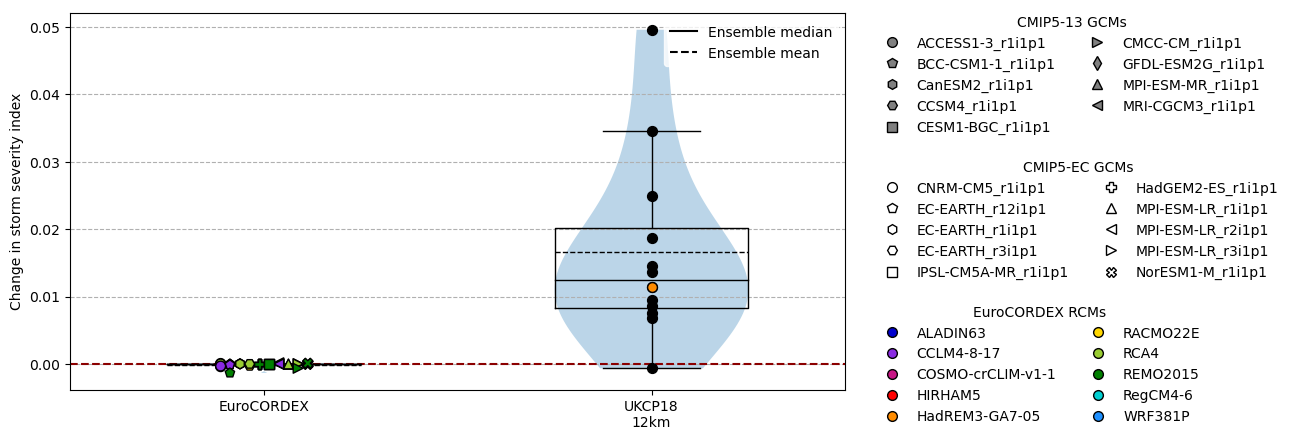 Change in storm severity index
0.05
0.04
0.03
0.02
0.01
0.00
EuroCORDEX
UKCP18
12km
Ensemble median
Ensemble mean
CMIP5-13 GCMs
ACCESS1-3_r1i1p1
BCC-CSM1-1_r1i1p1
CanESM2_r1i1p1
CCSM4_r1i1p1
CESM1-BGC_r1i1p1
CMCC-CM_r1i1p1
GFDL-ESM2G_r1i1p1
MPI-ESM-MR_r1i1p1
MRI-CGCM3_r1i1p1
CMIP5-EC GCMs
CNRM-CM5_r1i1p1
EC-EARTH_r12i1p1
EC-EARTH_r1i1p1
EC-EARTH_r3i1p1
IPSL-CM5A-MR_r1i1p1
HadGEM2-ES_r1i1p1
MPI-ESM-LR_r1i1p1
MPI-ESM-LR_r2i1p1
MPI-ESM-LR_r3i1p1
NorESM1-M_r1i1p1
EuroCORDEX RCMs
ALADIN63
CCLM4-8-17
COSMO-crCLIM-v1-1
HIRHAM5
HadREM3-GA7-05
RACMO22E
RCA4
REMO2015
RegCM4-6
WRF381P